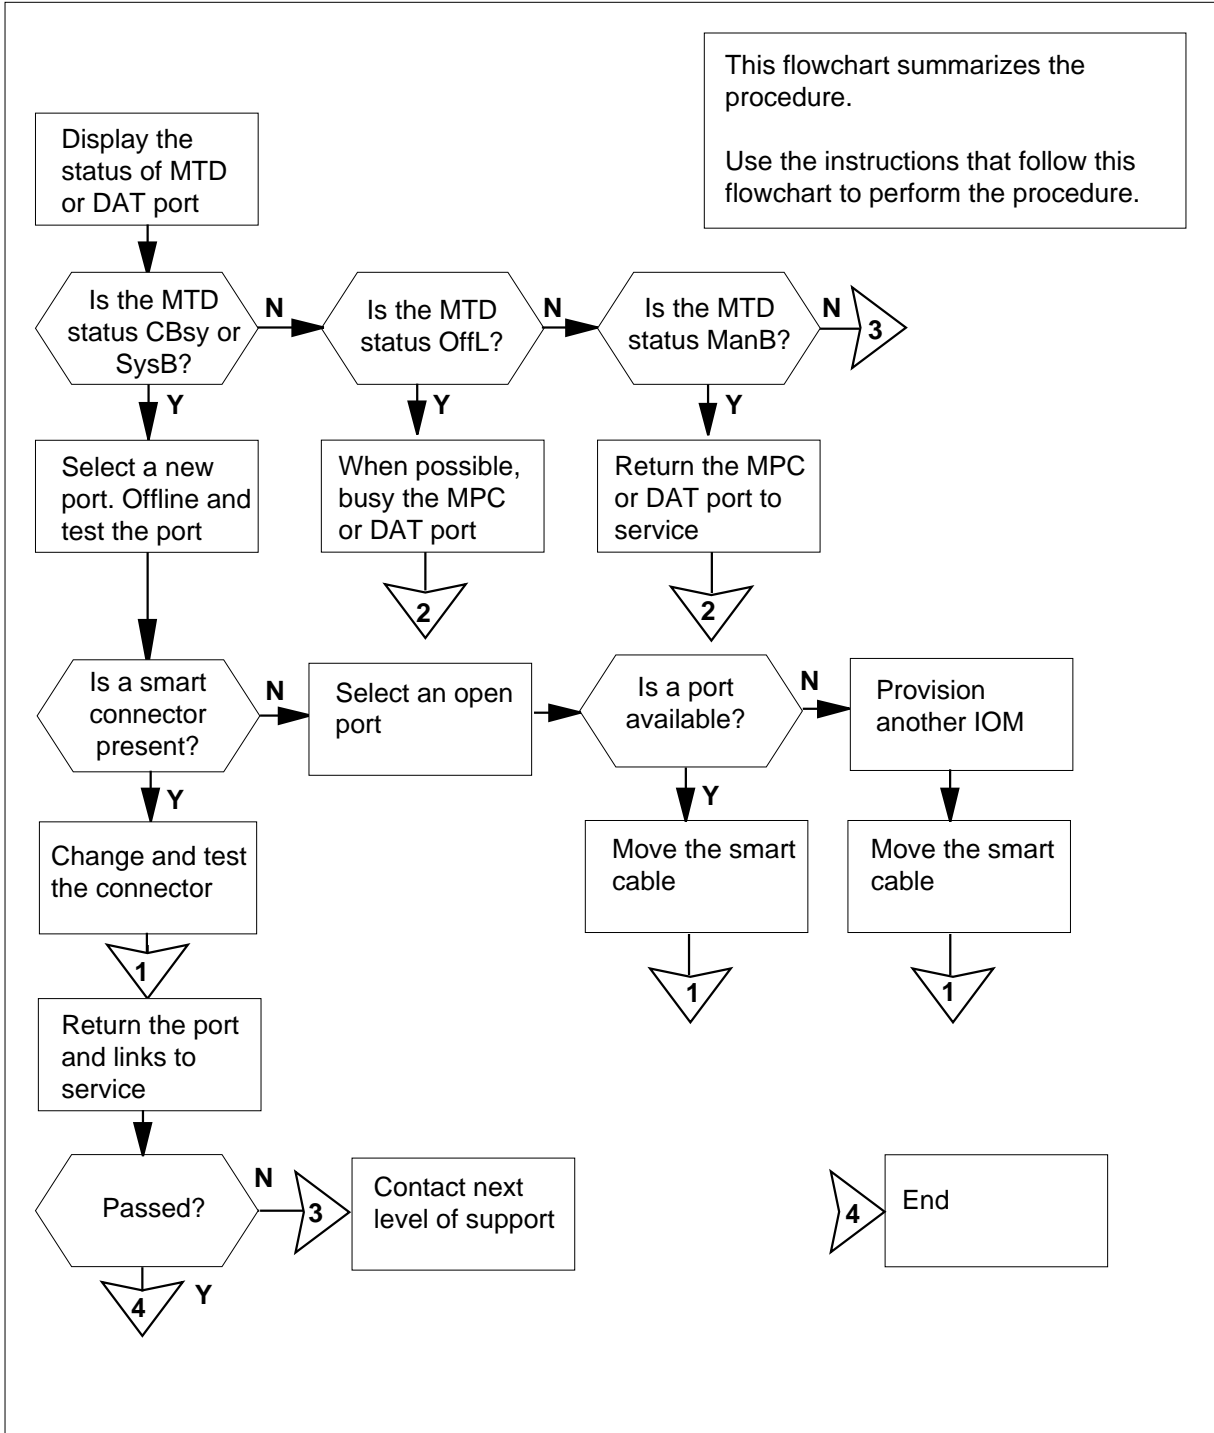 This flowchart summarizes the
procedure.
Use the instructions that follow this
flowchart to perform the procedure.
Display the
status of MTD
or DAT port
Is the MTD
status CBsy or
SysB?
N
Is the MTD
status OffL?
N
Is the MTD
status ManB?
N
3
Y
Y
Y
Select a new
port. Offline and
test the port
When possible,
busy the MPC
or DAT port
Return the MPC
or DAT port to
service
2
2
Is a smart
connector
present?
N
Select an open
port
Is a port
available?
N
Provision
another IOM
Y
Y
Change and test
the connector
Move the smart
cable
Move the smart
cable
1
1
1
Return the port
and links to
service
Passed?
N
3
Contact next
level of support
4
End
4
Y